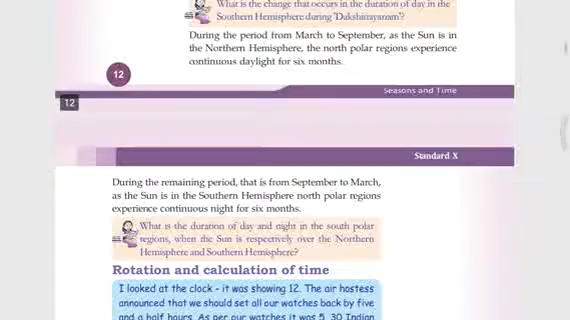 What is the change that occurs in the duration of day in the
Southern Hemisphere during 'Dakshinayanam'?
During the period from March to September, as the Sun is in
the Northern Hemisphere, the north polar regions experience
continuous daylight for six months.
12
Seasons and Time
12
Standard X
During the remaining period, that is from September to March,
as the Sun is in the Southern Hemisphere north polar regions
experience continuous night for six months.
What is the duration of day and night in the south polar
regions, when the Sun is respectively over the Northern
Hemisphere and Southern Hemisphere?
Rotation and calculation of time
I looked at the clock - it was showing 12. The air hostess
announced that we should set all our watches back by five
and a half hours. As per our watches it was 5. 30 Indian